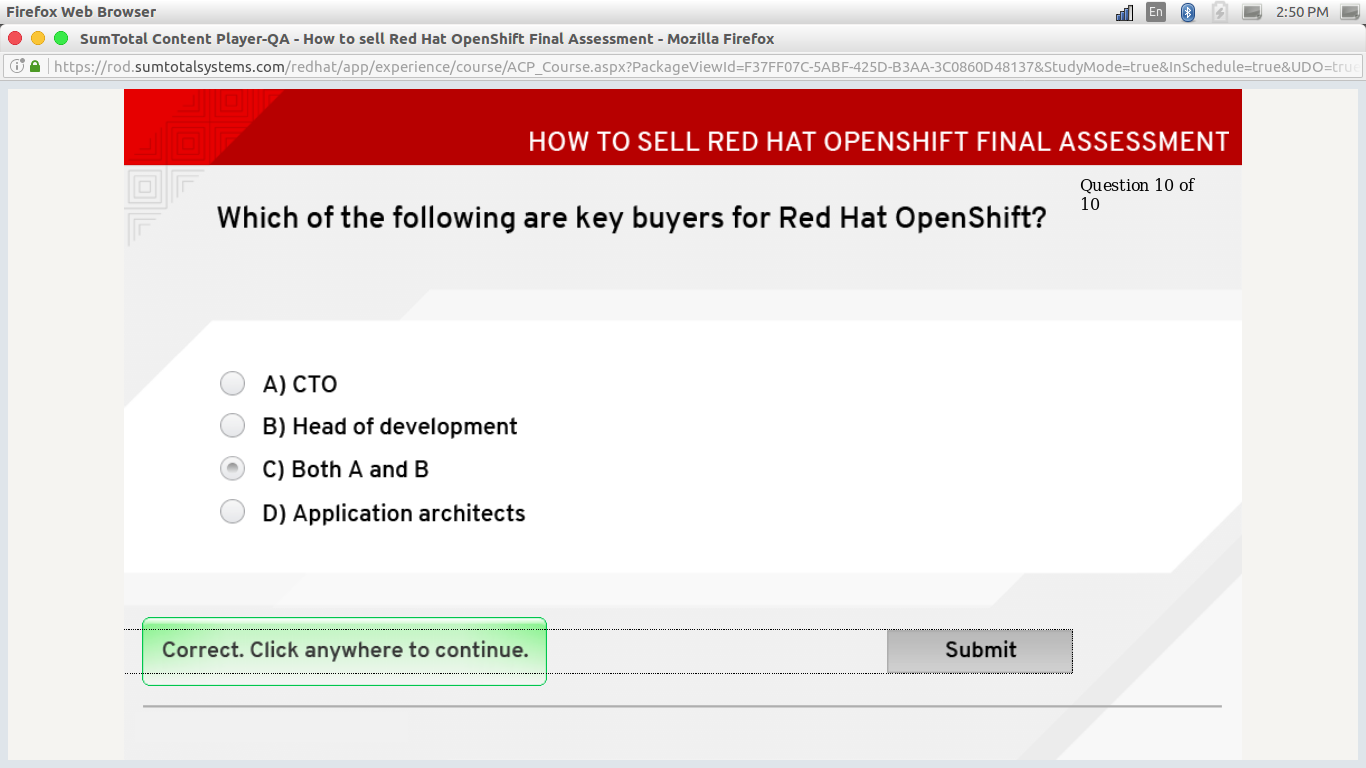 Firefox Web Browser
En
2:50 PM
SumTotal Content Player-QA - How to sell Red Hat OpenShift Final Assessment - Mozilla Firefox
https://rod.sumtotalsystems.com/redhat/app/experience/course/ACP_Course.aspx?PackageViewId=F37FF07C-5ABF-425D-B3AA-3C0860D48137&StudyMode=true&InSchedule=true&UDO=true
HOW TO SELL RED HAT OPENSHIFT FINAL ASSESSMENT
Question 10 of
10
Which of the following are key buyers for Red Hat OpenShift?
A) CTO
B) Head of development
C) Both A and B
D) Application architects
Correct. Click anywhere to continue.
Submit